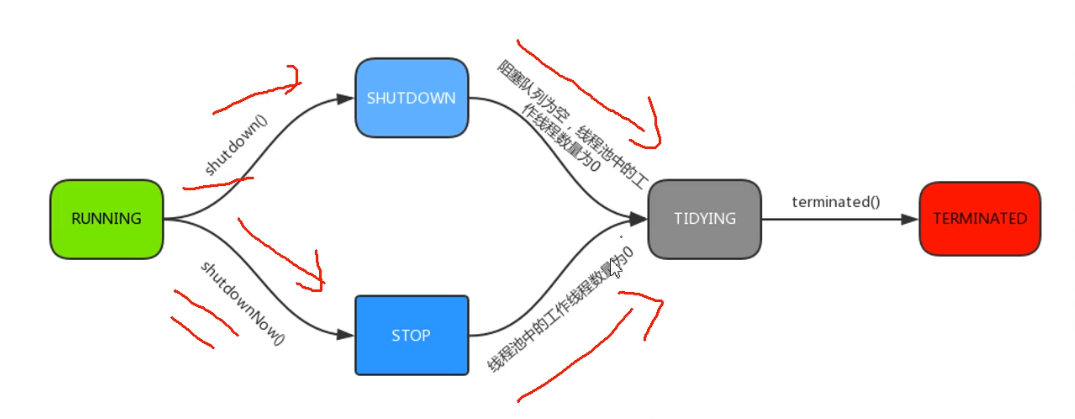 SHUTDOWN
阻塞队列为空，线程池中的工
作线程数量为0
shutdown()
RUNNING
TIDYING
terminated()
TERMINATED
shutdownNow()
线程池中的工作线程数量为0
STOP